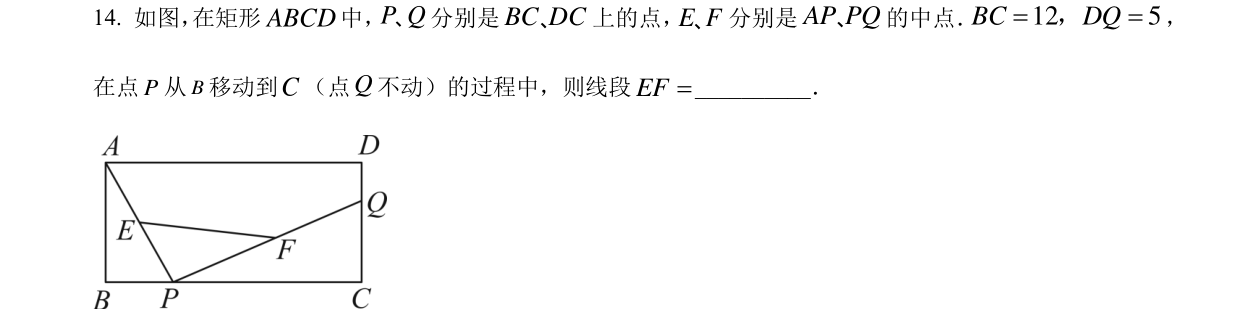 14. 如图,在矩形ABCD中,P、Q分别是BC、DC上的点,E、F分别是AP、PQ的中点.BC=12,DQ=5,
在点P从B移动到C(点Q不动)的过程中,则线段EF=__________.
A D
Q
E
F
B P C